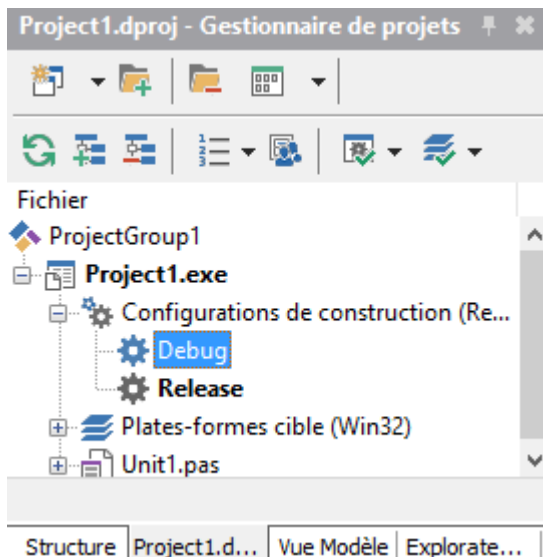 Project1.dproj - Gestionnaire de projets
Fichier
ProjectGroup1
Project1.exe
Configurations de construction (Re...
Debug
Release
Plates-formes cible (Win32)
Unit1.pas
Structure Project1.d... Vue Modèle Explorate...